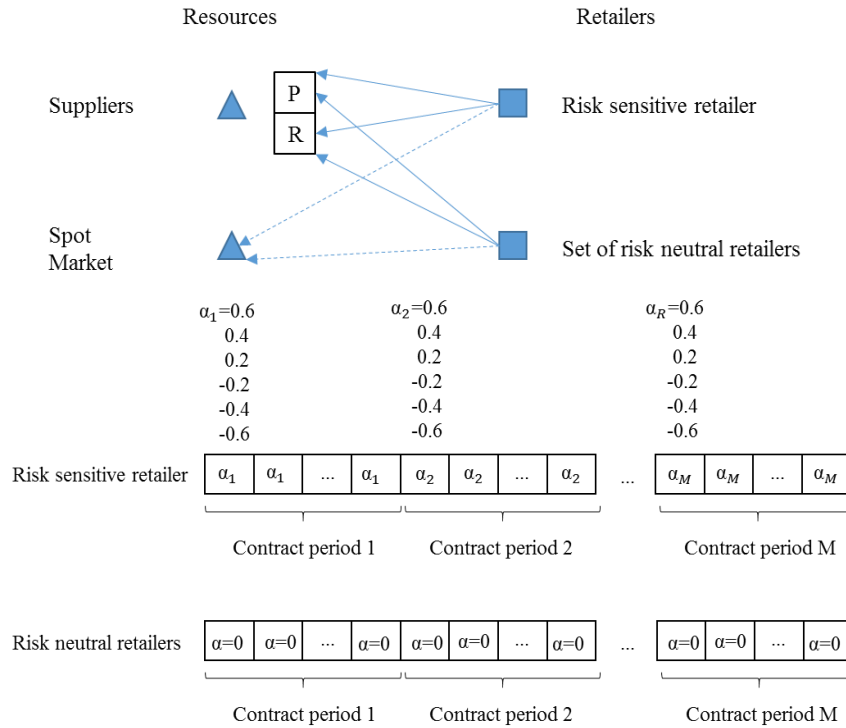 Resources Retailers
P
Suppliers Risk sensitive retailer
R
Spot
Market Set of risk neutral retailers
α₁=0.6 α₂=0.6 α_R=0.6
0.4 0.4 0.4
0.2 0.2 0.2
-0.2 -0.2 -0.2
-0.4 -0.4 -0.4
-0.6 -0.6 -0.6
Risk sensitive retailer α₁ α₁ ... α₁ α₂ α₂ ... α₂ ... α_M α_M ... α_M
Contract period 1 Contract period 2 Contract period M
Risk neutral retailers α=0 α=0 ... α=0 α=0 α=0 ... α=0 ... α=0 α=0 ... α=0
Contract period 1 Contract period 2 Contract period M